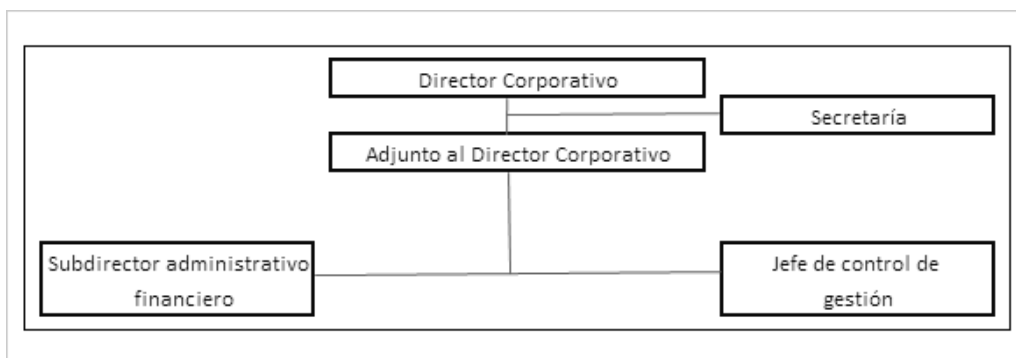 Director Corporativo
Secretaría
Adjunto al Director Corporativo
Subdirector administrativo
financiero
Jefe de control de
gestión